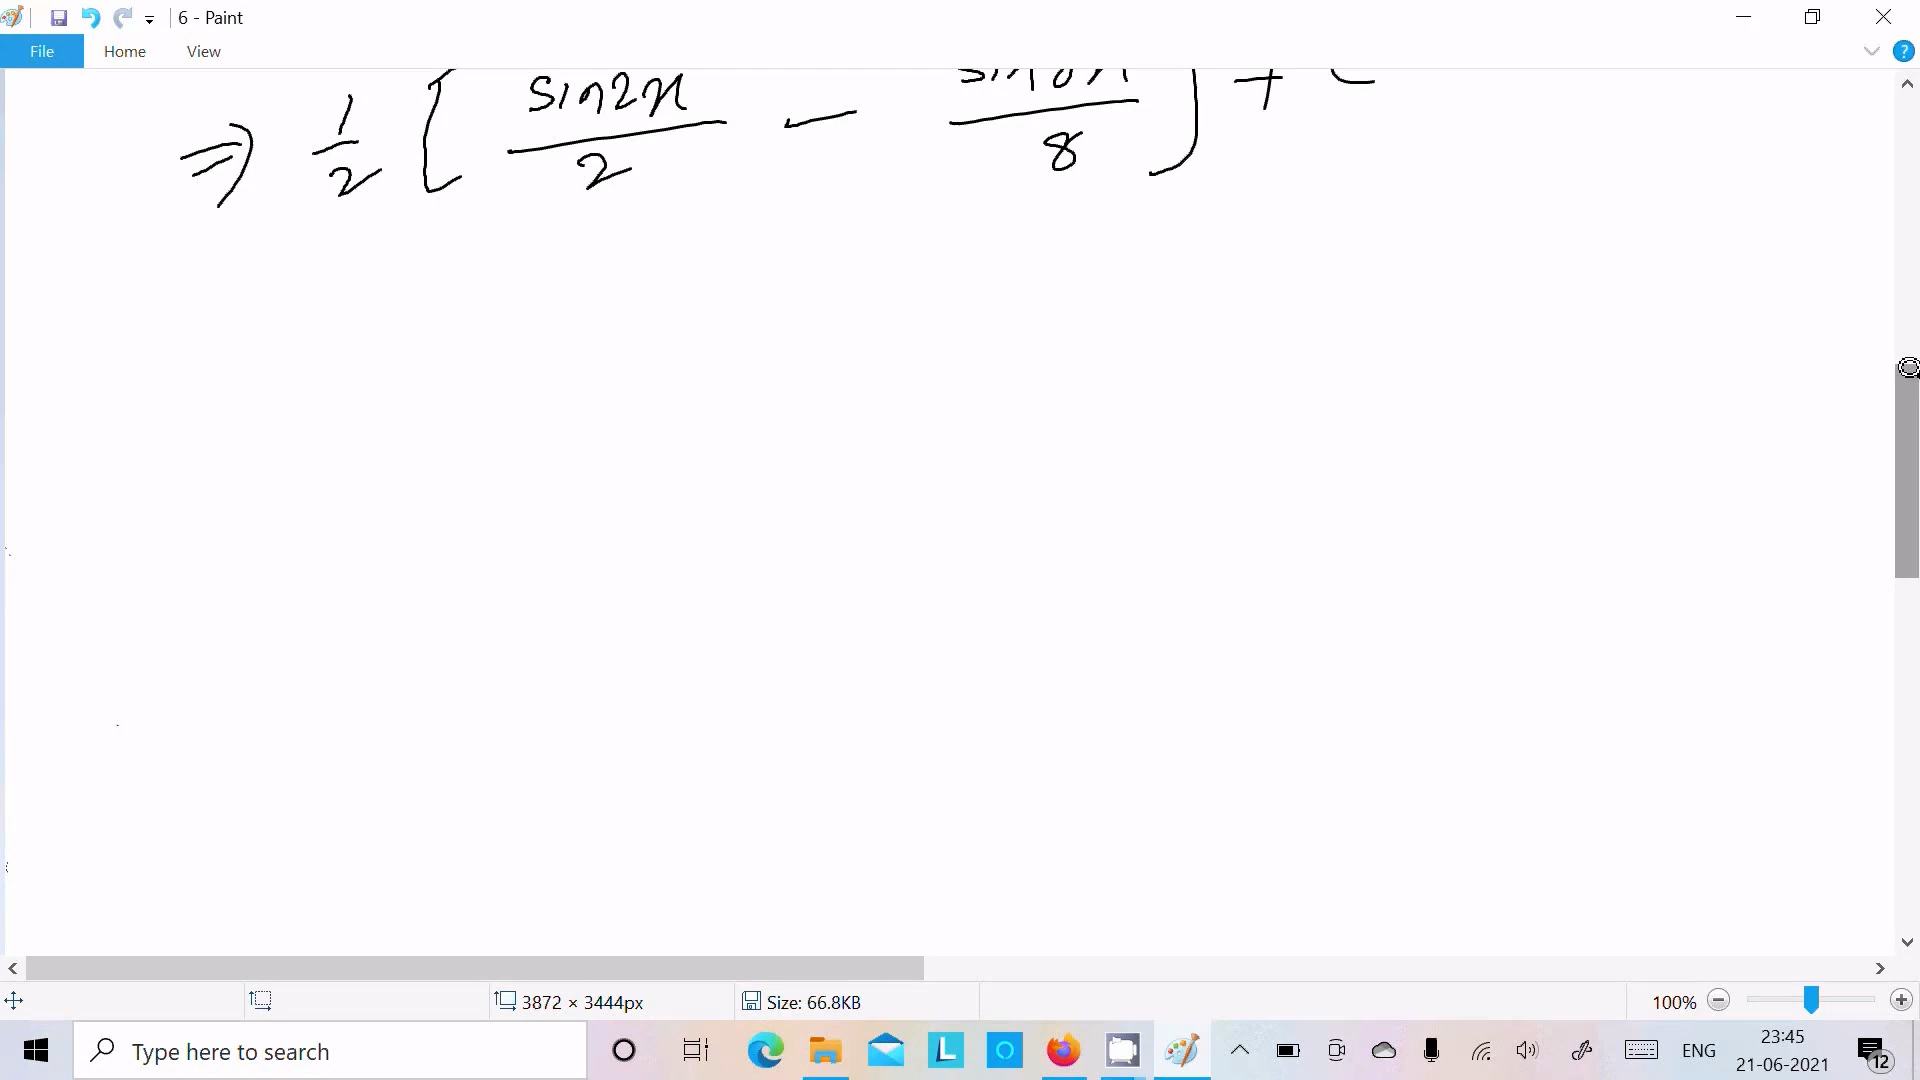 6 - Paint
File Home View
⇒ 1/2 [ sin2x/2 - sin8x/8 ] + c
3872 × 3444px Size: 66.8KB 100%
Type here to search ENG 23:45
21-06-2021 12